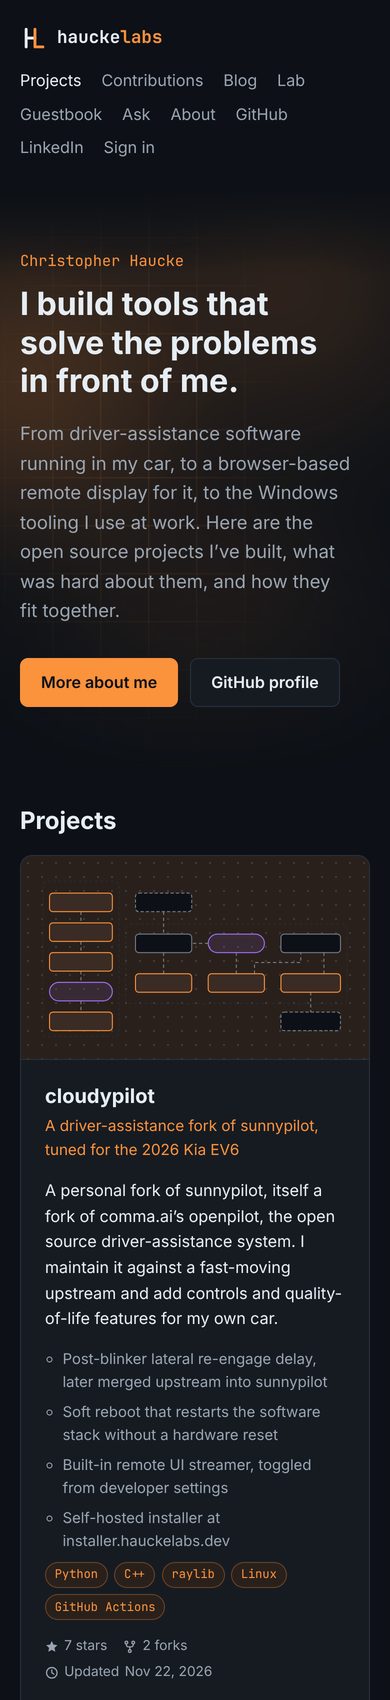 HL hauckelabs
Projects Contributions Blog Lab
Guestbook Ask About GitHub
LinkedIn Sign in
Christopher Haucke
I build tools that
solve the problems
in front of me.
From driver-assistance software
running in my car, to a browser-based
remote display for it, to the Windows
tooling I use at work. Here are the
open source projects I’ve built, what
was hard about them, and how they
fit together.
More about me GitHub profile
Projects
cloudypilot
A driver-assistance fork of sunnypilot,
tuned for the 2026 Kia EV6
A personal fork of sunnypilot, itself a
fork of comma.ai’s openpilot, the open
source driver-assistance system. I
maintain it against a fast-moving
upstream and add controls and quality-
of-life features for my own car.
Post-blinker lateral re-engage delay,
later merged upstream into sunnypilot
Soft reboot that restarts the software
stack without a hardware reset
Built-in remote UI streamer, toggled
from developer settings
Self-hosted installer at
installer.hauckelabs.dev
Python C++ raylib Linux
GitHub Actions
7 stars 2 forks
Updated Nov 22, 2026